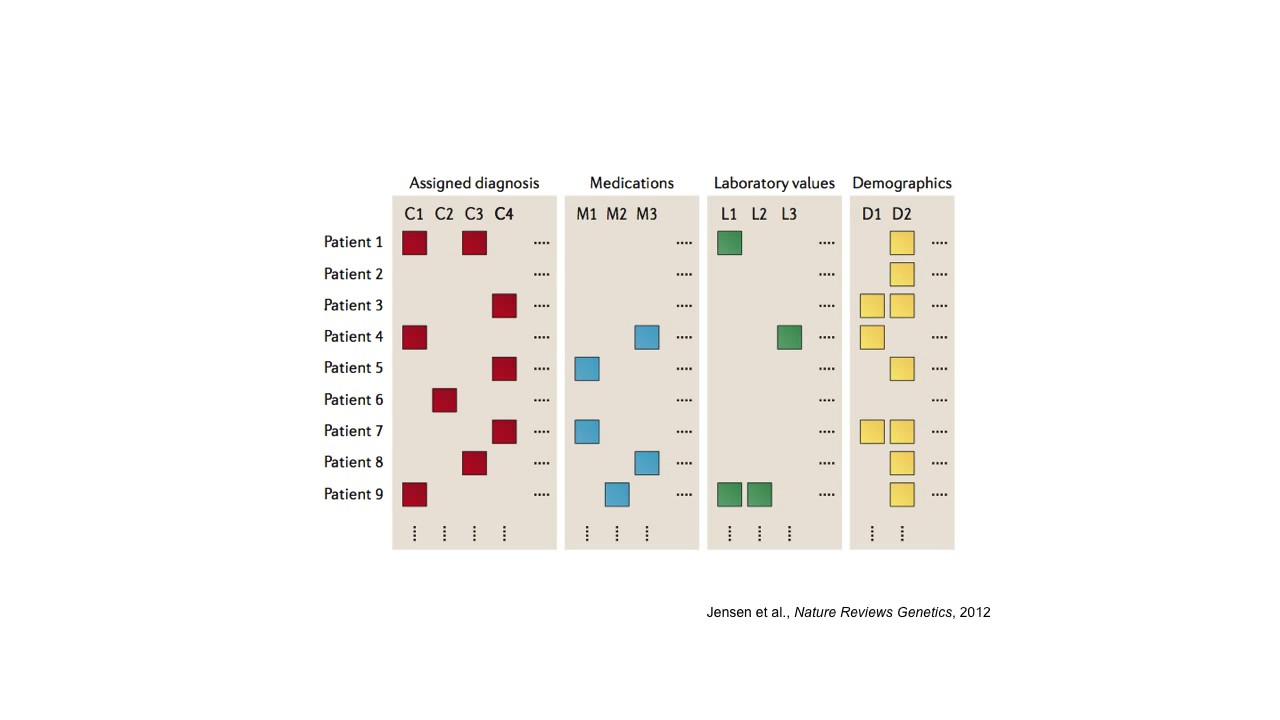 Assigned diagnosis Medications Laboratory values Demographics
C1 C2 C3 C4 M1 M2 M3 L1 L2 L3 D1 D2
Patient 1 .... .... .... ....
Patient 2 .... .... .... ....
Patient 3 .... .... .... ....
Patient 4 .... .... .... ....
Patient 5 .... .... .... ....
Patient 6 .... .... .... ....
Patient 7 .... .... .... ....
Patient 8 .... .... .... ....
Patient 9 .... .... .... ....
Jensen et al., Nature Reviews Genetics, 2012